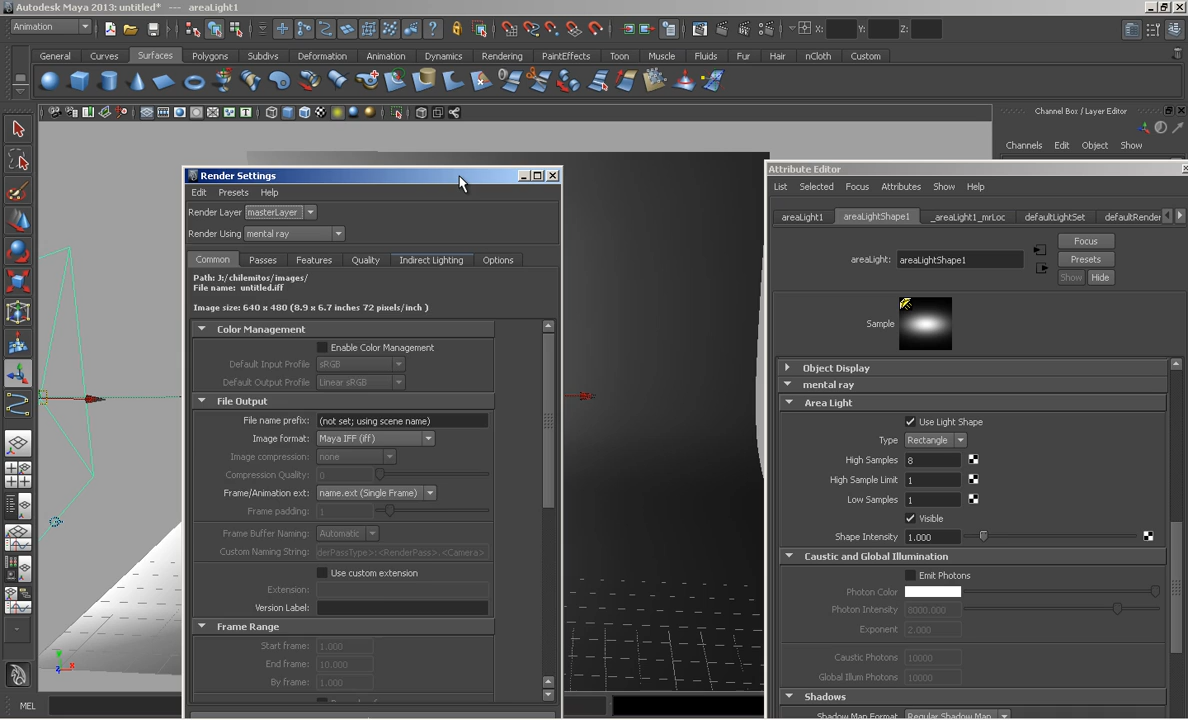 Autodesk Maya 2013: untitled* --- areaLight1
Animation
X: Y: Z:
General Curves Surfaces Polygons Subdivs Deformation Animation Dynamics Rendering PaintEffects Toon Muscle Fluids Fur Hair nCloth Custom
Channel Box / Layer Editor
Channels Edit Object Show
Render Settings
Edit Presets Help
Render Layer masterLayer
Render Using mental ray
Common Passes Features Quality Indirect Lighting Options
Path: J:/chilemitos/images/
File name: untitled.iff
Image size: 640 x 480 (8.9 x 6.7 inches 72 pixels/inch )
Color Management
Enable Color Management
Default Input Profile sRGB
Default Output Profile Linear sRGB
File Output
File name prefix: (not set; using scene name)
Image format: Maya IFF (iff)
Image compression: none
Compression Quality: 0
Frame/Animation ext: name.ext (Single Frame)
Frame padding: 1
Frame Buffer Naming: Automatic
Custom Naming String: derPassType>:<RenderPass>.<Camera>
Use custom extension
Extension:
Version Label:
Frame Range
Start frame: 1.000
End frame: 10.000
By frame: 1.000
Attribute Editor
List Selected Focus Attributes Show Help
areaLight1 areaLightShape1 _areaLight1_mrLoc defaultLightSet defaultRender
Focus
areaLight: areaLightShape1
Presets
Show Hide
Sample
Object Display
mental ray
Area Light
Use Light Shape
Type Rectangle
High Samples 8
High Sample Limit 1
Low Samples 1
Visible
Shape Intensity 1.000
Caustic and Global Illumination
Emit Photons
Photon Color
Photon Intensity 8000.000
Exponent 2.000
Caustic Photons 10000
Global Illum Photons 10000
Shadows
Shadow Map Format Regular Shadow Map
y
z x
MEL